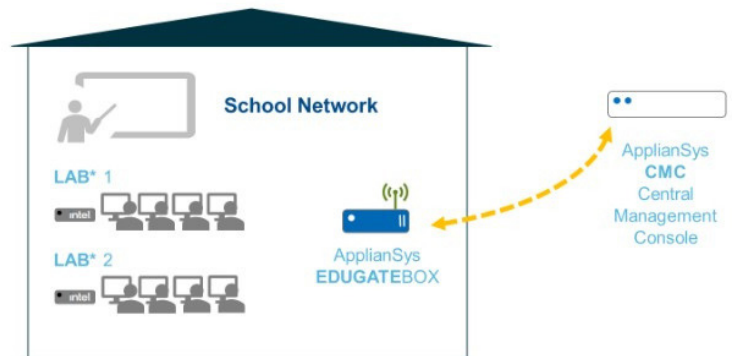 School Network
LAB* 1
intel
LAB* 2
intel
ApplianSys
EDUGATEBOX
ApplianSys
CMC
Central
Management
Console